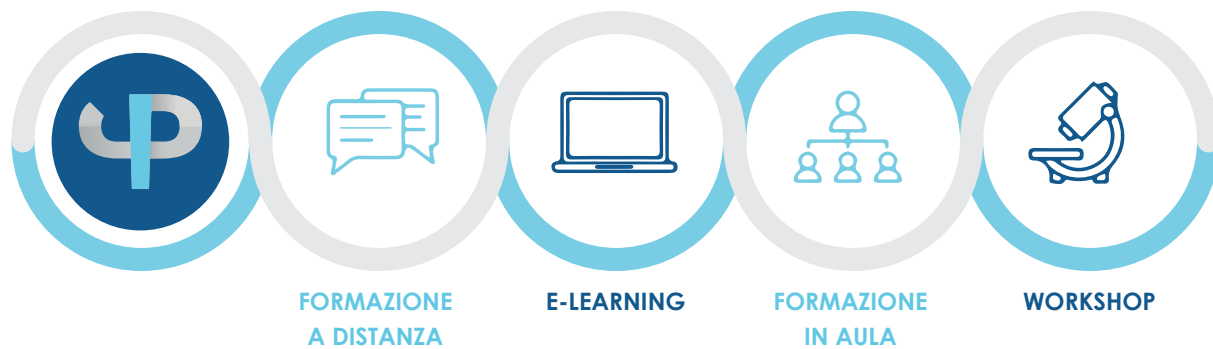 FORMAZIONE
A DISTANZA
E-LEARNING
FORMAZIONE
IN AULA
WORKSHOP